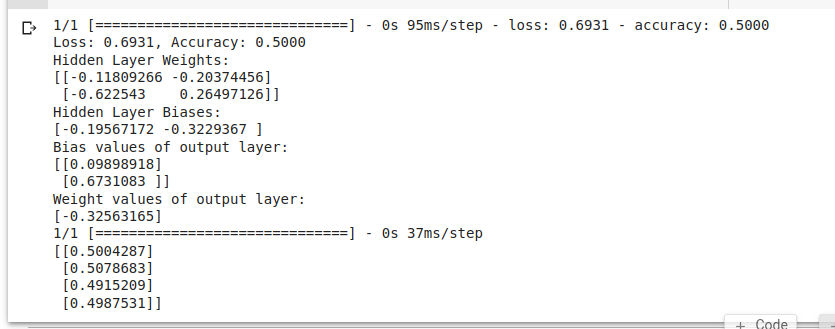 1/1 [==============================] - 0s 95ms/step - loss: 0.6931 - accuracy: 0.5000
Loss: 0.6931, Accuracy: 0.5000
Hidden Layer Weights:
[[-0.11809266 -0.20374456]
 [-0.622543    0.26497126]]
Hidden Layer Biases:
[-0.19567172 -0.3229367 ]
Bias values of output layer:
[[0.09898918]
 [0.6731083 ]]
Weight values of output layer:
[-0.32563165]
1/1 [==============================] - 0s 37ms/step
[[0.5004287]
 [0.5078683]
 [0.4915209]
 [0.4987531]]
+ Code